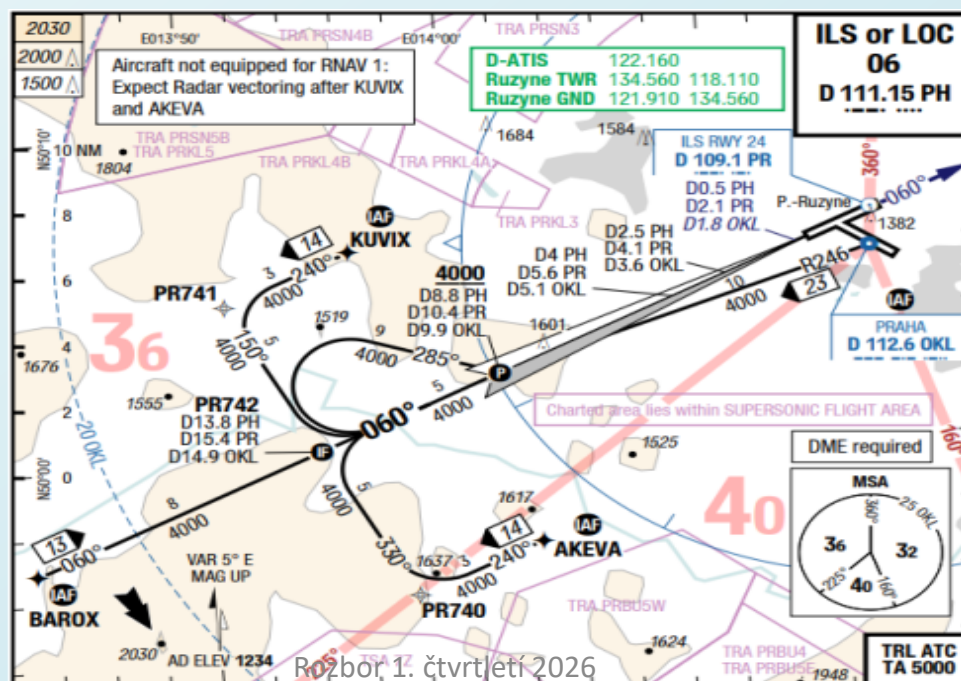 2030
2000
1500
E013°50'
TRA PRSN4B
E014°00'
TRA PRSN3
Aircraft not equipped for RNAV 1:
Expect Radar vectoring after KUVIX
and AKEVA
D-ATIS 122.160
Ruzyne TWR 134.560 118.110
Ruzyne GND 121.910 134.560
ILS or LOC
06
D 111.15 PH
N50°10'
10 NM
TRA PRSN5B
TRA PRKL5
1804
TRA PRKL4B
TRA PRKL4A
1684
1584
ILS RWY 24
D 109.1 PR
360°
060°
TRA PRKL3
D0.5 PH
D2.1 PR
D1.8 OKL
P.-Ruzyne
1382
8
IAF
KUVIX
14
240°
3
4000
D2.5 PH
D4.1 PR
D3.6 OKL
D4 PH
D5.6 PR
D5.1 OKL
R246
10
4000
23
6
PR741
4000
D8.8 PH
D10.4 PR
D9.9 OKL
IAF
PRAHA
D 112.6 OKL
36
1519
1601
150°
5
4000
9
4000
285°
P
4
1676
1555
PR742
D13.8 PH
D15.4 PR
D14.9 OKL
060°
5
4000
Charted area lies within SUPERSONIC FLIGHT AREA
160°
2
20 OKL
IF
1525
DME required
N50°00'
0
8
4000
5
4000
1617
40
MSA
25 OKL
360°
36
32
225°
40
160°
13
060°
IAF
BAROX
330°
1637
3
4000
14
240°
IAF
AKEVA
PR740
VAR 5° E
MAG UP
TRA PRBU5W
2030
AD ELEV 1234
1624
TRA PRBU4
TRA PRBU5E
1948
TRL ATC
TA 5000
Rozbor 1. čtvrtletí 2026